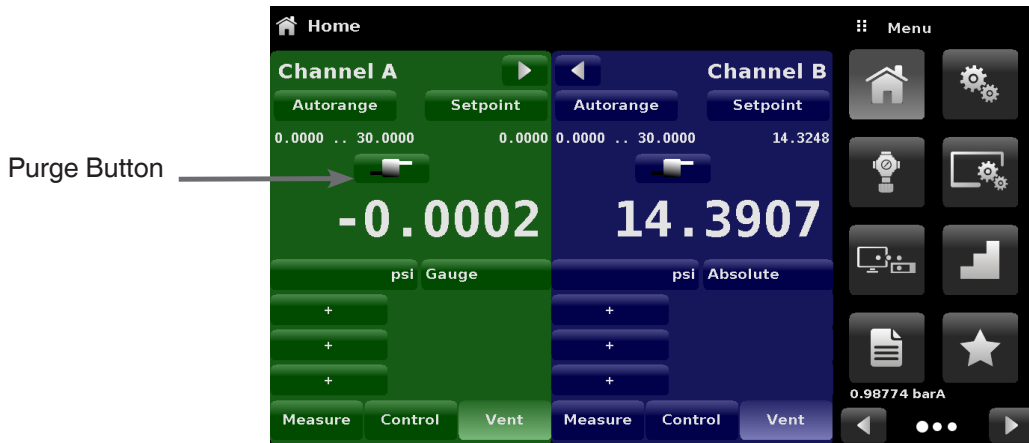 Home
Menu
Channel A
Channel B
Autorange Setpoint
Autorange Setpoint
0.0000 .. 30.0000 0.0000
0.0000 .. 30.0000 14.3248
Purge Button
-0.0002
14.3907
psi Gauge
psi Absolute
+
+
+
+
+
+
0.98774 barA
Measure Control Vent
Measure Control Vent